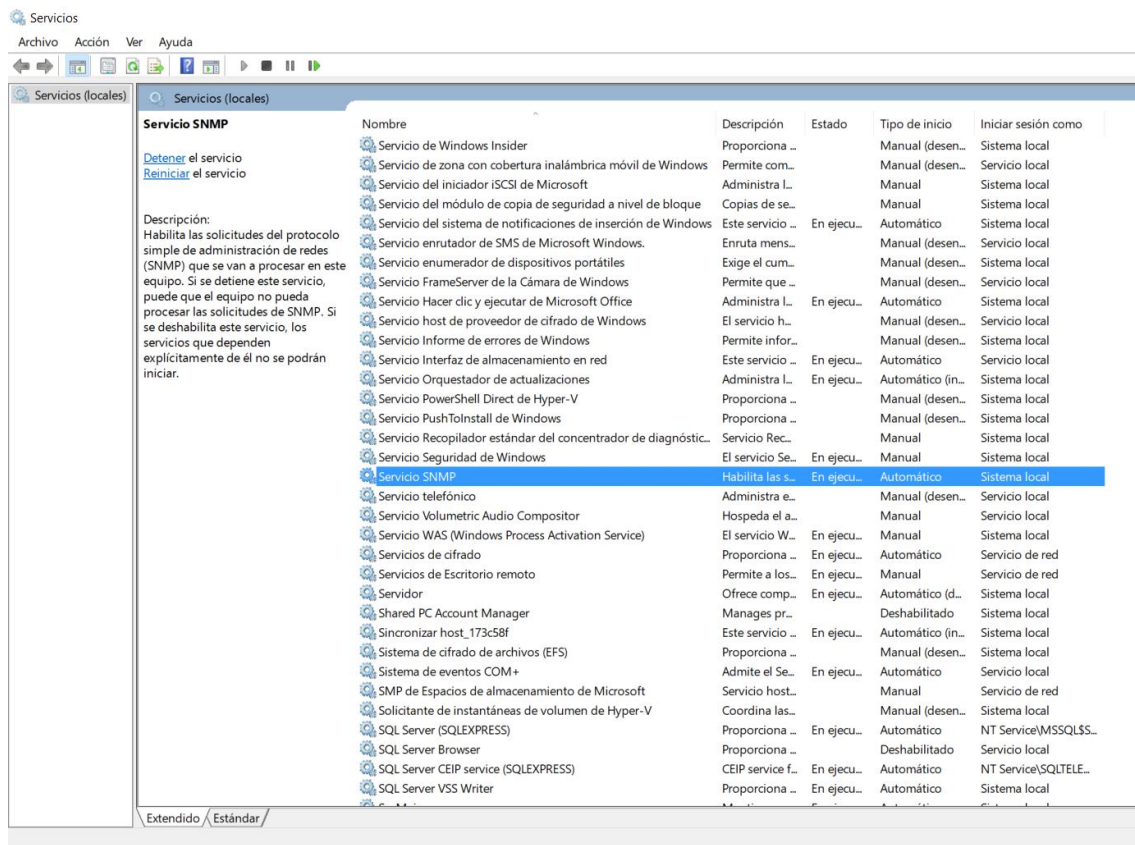 Servicios
Archivo Acción Ver Ayuda
Servicios (locales)
Servicios (locales)
Servicio SNMP
Detener el servicio
Reiniciar el servicio
Descripción:
Habilita las solicitudes del protocolo
simple de administración de redes
(SNMP) que se van a procesar en este
equipo. Si se detiene este servicio,
puede que el equipo no pueda
procesar las solicitudes de SNMP. Si
se deshabilita este servicio, los
servicios que dependen
explícitamente de él no se podrán
iniciar.
Nombre Descripción Estado Tipo de inicio Iniciar sesión como
Servicio de Windows Insider Proporciona ... Manual (desen... Sistema local
Servicio de zona con cobertura inalámbrica móvil de Windows Permite com... Manual (desen... Servicio local
Servicio del iniciador iSCSI de Microsoft Administra l... Manual Sistema local
Servicio del módulo de copia de seguridad a nivel de bloque Copias de se... Manual Sistema local
Servicio del sistema de notificaciones de inserción de Windows Este servicio ... En ejecu... Automático Sistema local
Servicio enrutador de SMS de Microsoft Windows. Enruta mens... Manual (desen... Servicio local
Servicio enumerador de dispositivos portátiles Exige el cum... Manual (desen... Sistema local
Servicio FrameServer de la Cámara de Windows Permite que ... Manual (desen... Servicio local
Servicio Hacer clic y ejecutar de Microsoft Office Administra l... En ejecu... Automático Sistema local
Servicio host de proveedor de cifrado de Windows El servicio h... Manual (desen... Servicio local
Servicio Informe de errores de Windows Permite infor... Manual (desen... Sistema local
Servicio Interfaz de almacenamiento en red Este servicio ... En ejecu... Automático Servicio local
Servicio Orquestador de actualizaciones Administra l... En ejecu... Automático (in... Sistema local
Servicio PowerShell Direct de Hyper-V Proporciona ... Manual (desen... Sistema local
Servicio PushToInstall de Windows Proporciona ... Manual (desen... Sistema local
Servicio Recopilador estándar del concentrador de diagnóstic... Servicio Rec... Manual Sistema local
Servicio Seguridad de Windows El servicio Se... En ejecu... Manual Sistema local
Servicio SNMP Habilita las s... En ejecu... Automático Sistema local
Servicio telefónico Administra e... Manual (desen... Servicio local
Servicio Volumetric Audio Compositor Hospeda el a... Manual Servicio local
Servicio WAS (Windows Process Activation Service) El servicio W... En ejecu... Manual Sistema local
Servicios de cifrado Proporciona ... En ejecu... Automático Servicio de red
Servicios de Escritorio remoto Permite a los... En ejecu... Manual Servicio de red
Servidor Ofrece comp... En ejecu... Automático (d... Sistema local
Shared PC Account Manager Manages pr... Deshabilitado Sistema local
Sincronizar host_173c58f Este servicio ... En ejecu... Automático (in... Sistema local
Sistema de cifrado de archivos (EFS) Proporciona ... Manual (desen... Sistema local
Sistema de eventos COM+ Admite el Se... En ejecu... Automático Servicio local
SMP de Espacios de almacenamiento de Microsoft Servicio host... Manual Servicio de red
Solicitante de instantáneas de volumen de Hyper-V Coordina las... Manual (desen... Sistema local
SQL Server (SQLEXPRESS) Proporciona ... En ejecu... Automático NT Service\MSSQL$S...
SQL Server Browser Proporciona ... Deshabilitado Servicio local
SQL Server CEIP service (SQLEXPRESS) CEIP service f... En ejecu... Automático NT Service\SQLTELE...
SQL Server VSS Writer Proporciona ... En ejecu... Automático Sistema local
Extendido Estándar